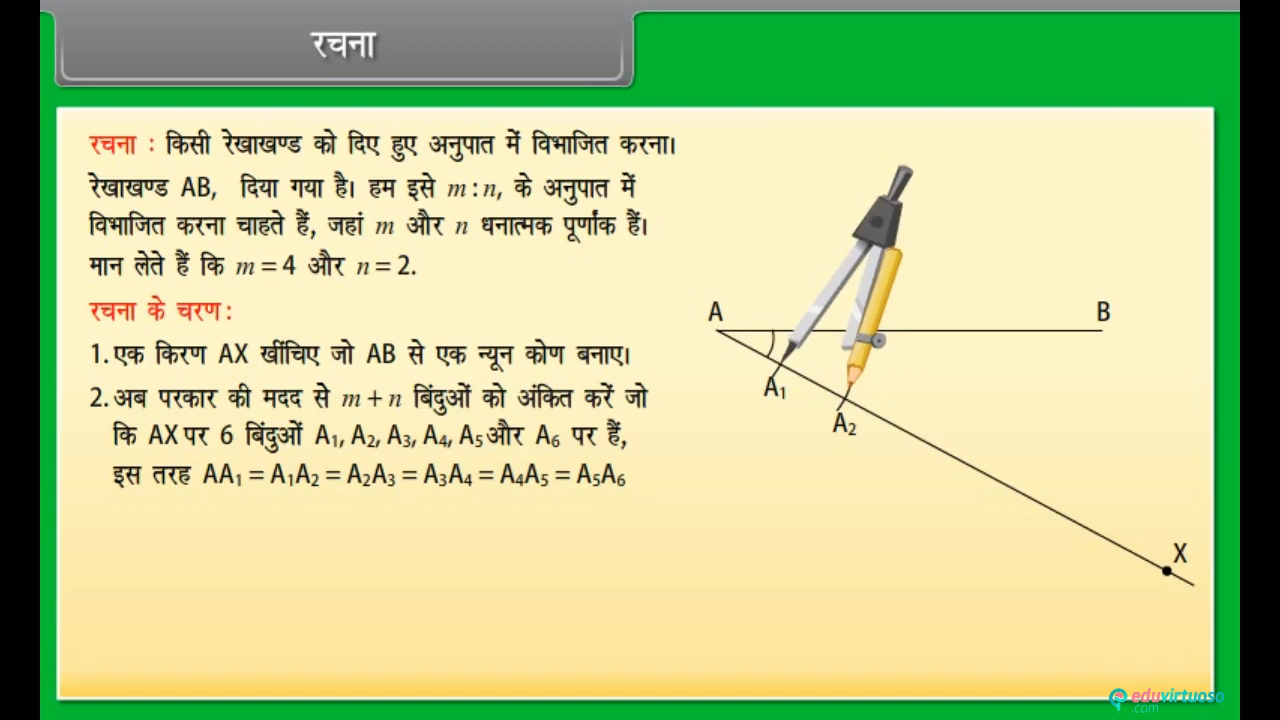 रचना
रचना : किसी रेखाखण्ड को दिए हुए अनुपात में विभाजित करना।
रेखाखण्ड AB, दिया गया है। हम इसे m : n, के अनुपात में
विभाजित करना चाहते हैं, जहां m और n धनात्मक पूर्णांक हैं।
मान लेते हैं कि m = 4 और n = 2.
रचना के चरण :
1. एक किरण AX खींचिए जो AB से एक न्यून कोण बनाए।
2. अब परकार की मदद से m + n बिंदुओं को अंकित करें जो
कि AX पर 6 बिंदुओं A₁, A₂, A₃, A₄, A₅ और A₆ पर हैं,
इस तरह AA₁ = A₁A₂ = A₂A₃ = A₃A₄ = A₄A₅ = A₅A₆
A
B
A₁
A₂
X
eduvirtuoso
.com